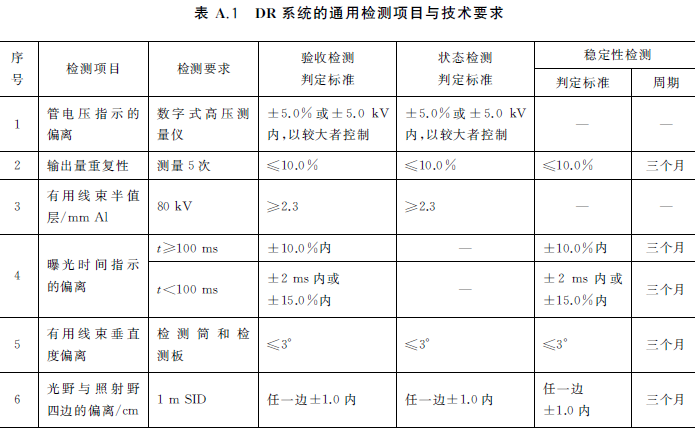 表 A.1 DR 系统的通用检测项目与技术要求
序号 检测项目 检测要求 验收检测判定标准 状态检测判定标准 稳定性检测
判定标准 周期
1 管电压指示的偏离 数字式高压测量仪 ±5.0%或±5.0 kV内,以较大者控制 ±5.0%或±5.0 kV内,以较大者控制 — —
2 输出量重复性 测量5次 ≤10.0% ≤10.0% ≤10.0% 三个月
3 有用线束半值层/mm Al 80 kV ≥2.3 ≥2.3 — —
4 曝光时间指示的偏离 t≥100 ms ±10.0%内 — ±10.0%内 三个月
t<100 ms ±2 ms内或±15.0%内 — ±2 ms内或±15.0%内 三个月
5 有用线束垂直度偏离 检测筒和检测板 ≤3° ≤3° ≤3° 三个月
6 光野与照射野四边的偏离/cm 1 m SID 任一边±1.0内 任一边±1.0内 任一边±1.0内 三个月